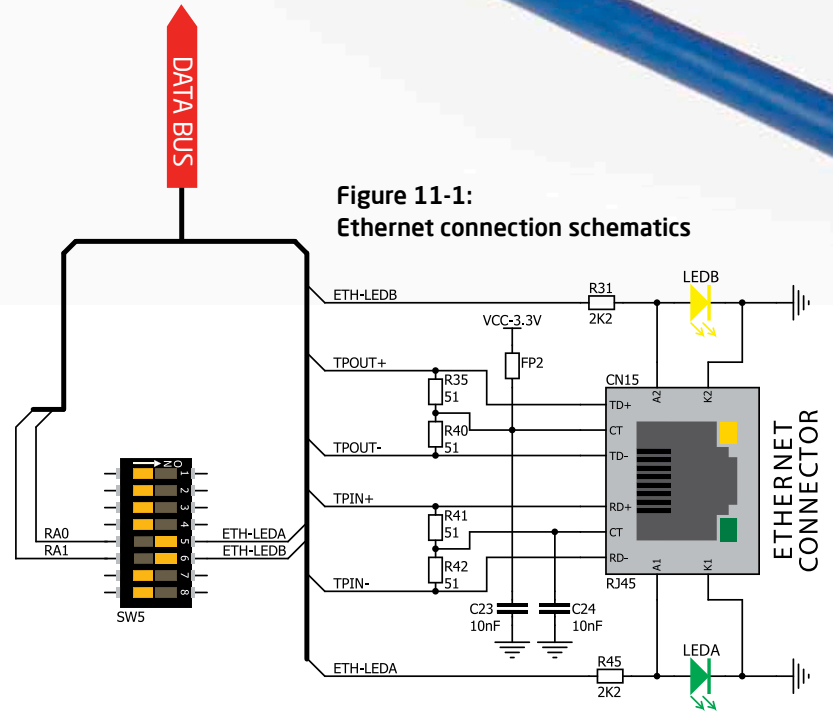 DATA BUS
Figure 11-1:
Ethernet connection schematics
LEDB
ETH-LEDB
R31
2K2
VCC-3.3V
FP2
CN15
A2
K2
TPOUT+
R35
51
TD+
CT
R40
51
TPOUT-
TD-
ETHERNET
CONNECTOR
TPIN+
R41
51
RD+
CT
R42
51
TPIN-
RD-
A1
K1
RJ45
ON
1
2
3
4
5
6
7
8
RA0
RA1
ETH-LEDA
ETH-LEDB
SW5
C23
10nF
C24
10nF
ETH-LEDA
R45
2K2
LEDA